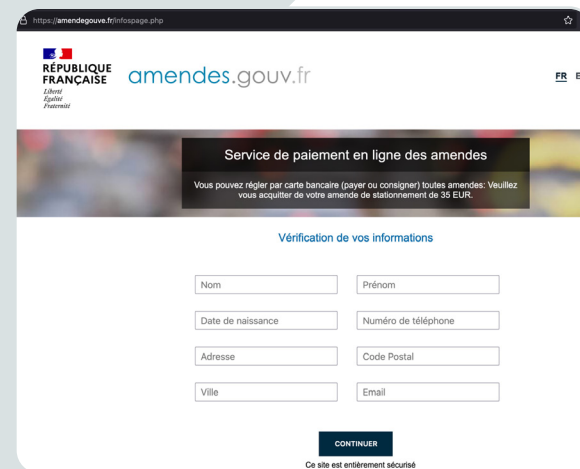 https://amendegouve.fr/infospage.php
RÉPUBLIQUE
FRANÇAISE
Liberté
Égalité
Fraternité
amendes.gouv.fr
FR E
Service de paiement en ligne des amendes
Vous pouvez régler par carte bancaire (payer ou consigner) toutes amendes: Veuillez
vous acquitter de votre amende de stationnement de 35 EUR.
Vérification de vos informations
Nom
Prénom
Date de naissance
Numéro de téléphone
Adresse
Code Postal
Ville
Email
CONTINUER
Ce site est entièrement sécurisé